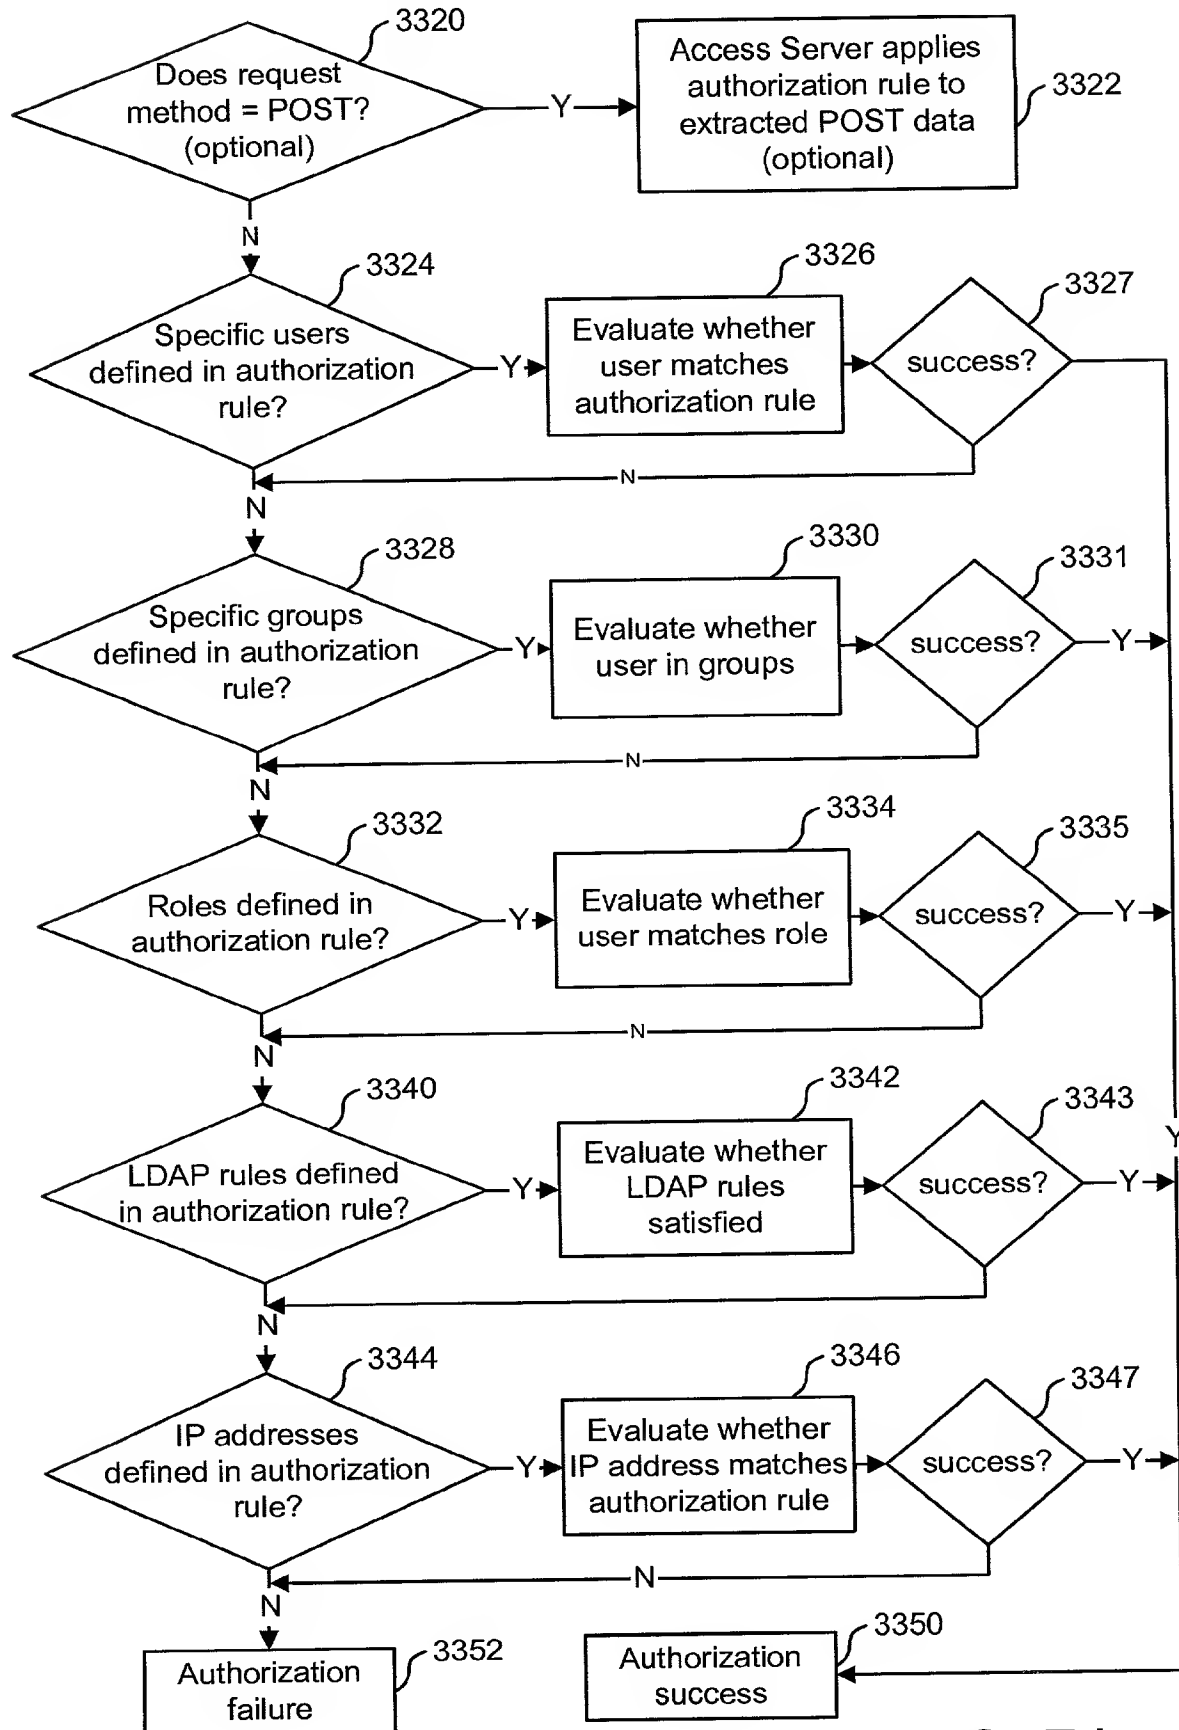 3320
Does request
method = POST?
(optional)
Y
Access Server applies
authorization rule to
extracted POST data
(optional)
3322
N
3324
Specific users
defined in authorization
rule?
Y
3326
Evaluate whether
user matches
authorization rule
3327
success?
N
N
3328
Specific groups
defined in authorization
rule?
Y
3330
Evaluate whether
user in groups
3331
success?
Y
N
N
3332
Roles defined in
authorization rule?
Y
3334
Evaluate whether
user matches role
3335
success?
Y
N
N
3340
LDAP rules defined
in authorization rule?
Y
3342
Evaluate whether
LDAP rules
satisfied
3343
success?
Y
Y
N
3344
IP addresses
defined in authorization
rule?
Y
3346
Evaluate whether
IP address matches
authorization rule
3347
success?
Y
N
N
3352
Authorization
failure
3350
Authorization
success